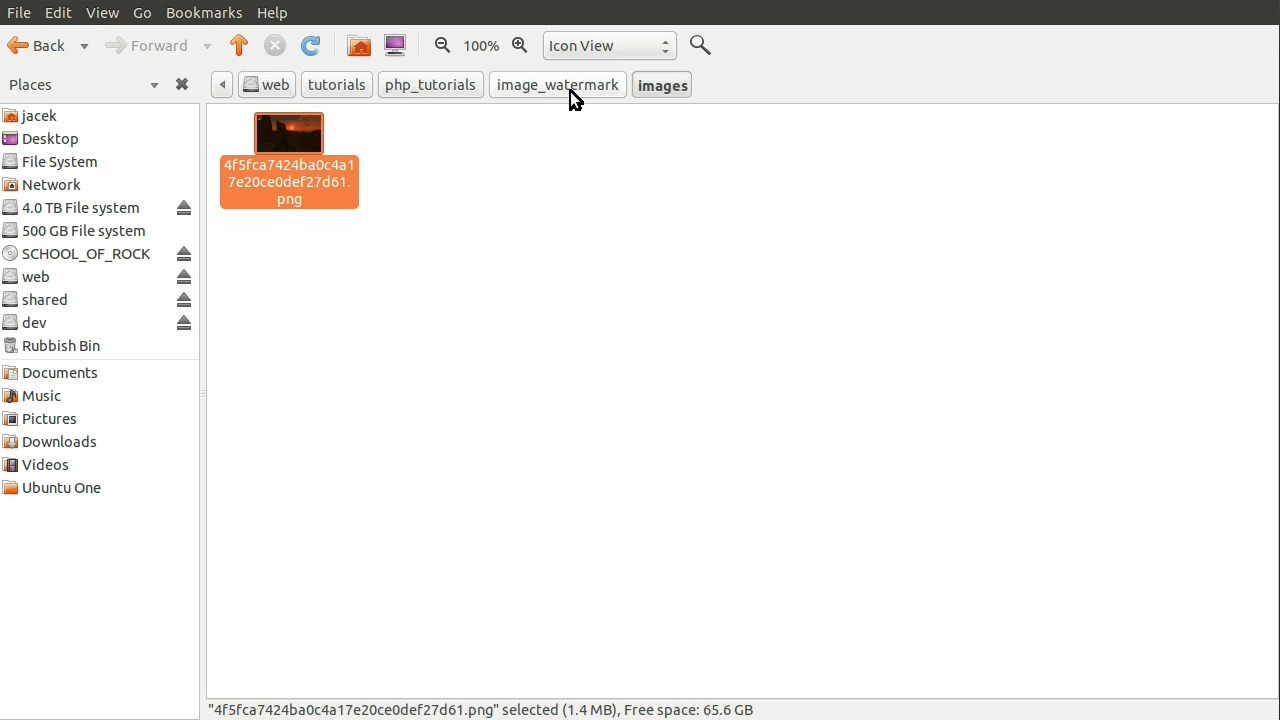 File Edit View Go Bookmarks Help
Back Forward 100% Icon View
Places web tutorials php_tutorials image_watermark images
jacek
Desktop
File System
Network
4.0 TB File system
500 GB File system
SCHOOL_OF_ROCK
web
shared
dev
Rubbish Bin
Documents
Music
Pictures
Downloads
Videos
Ubuntu One
4f5fca7424ba0c4a1
7e20ce0def27d61.
png
"4f5fca7424ba0c4a17e20ce0def27d61.png" selected (1.4 MB), Free space: 65.6 GB